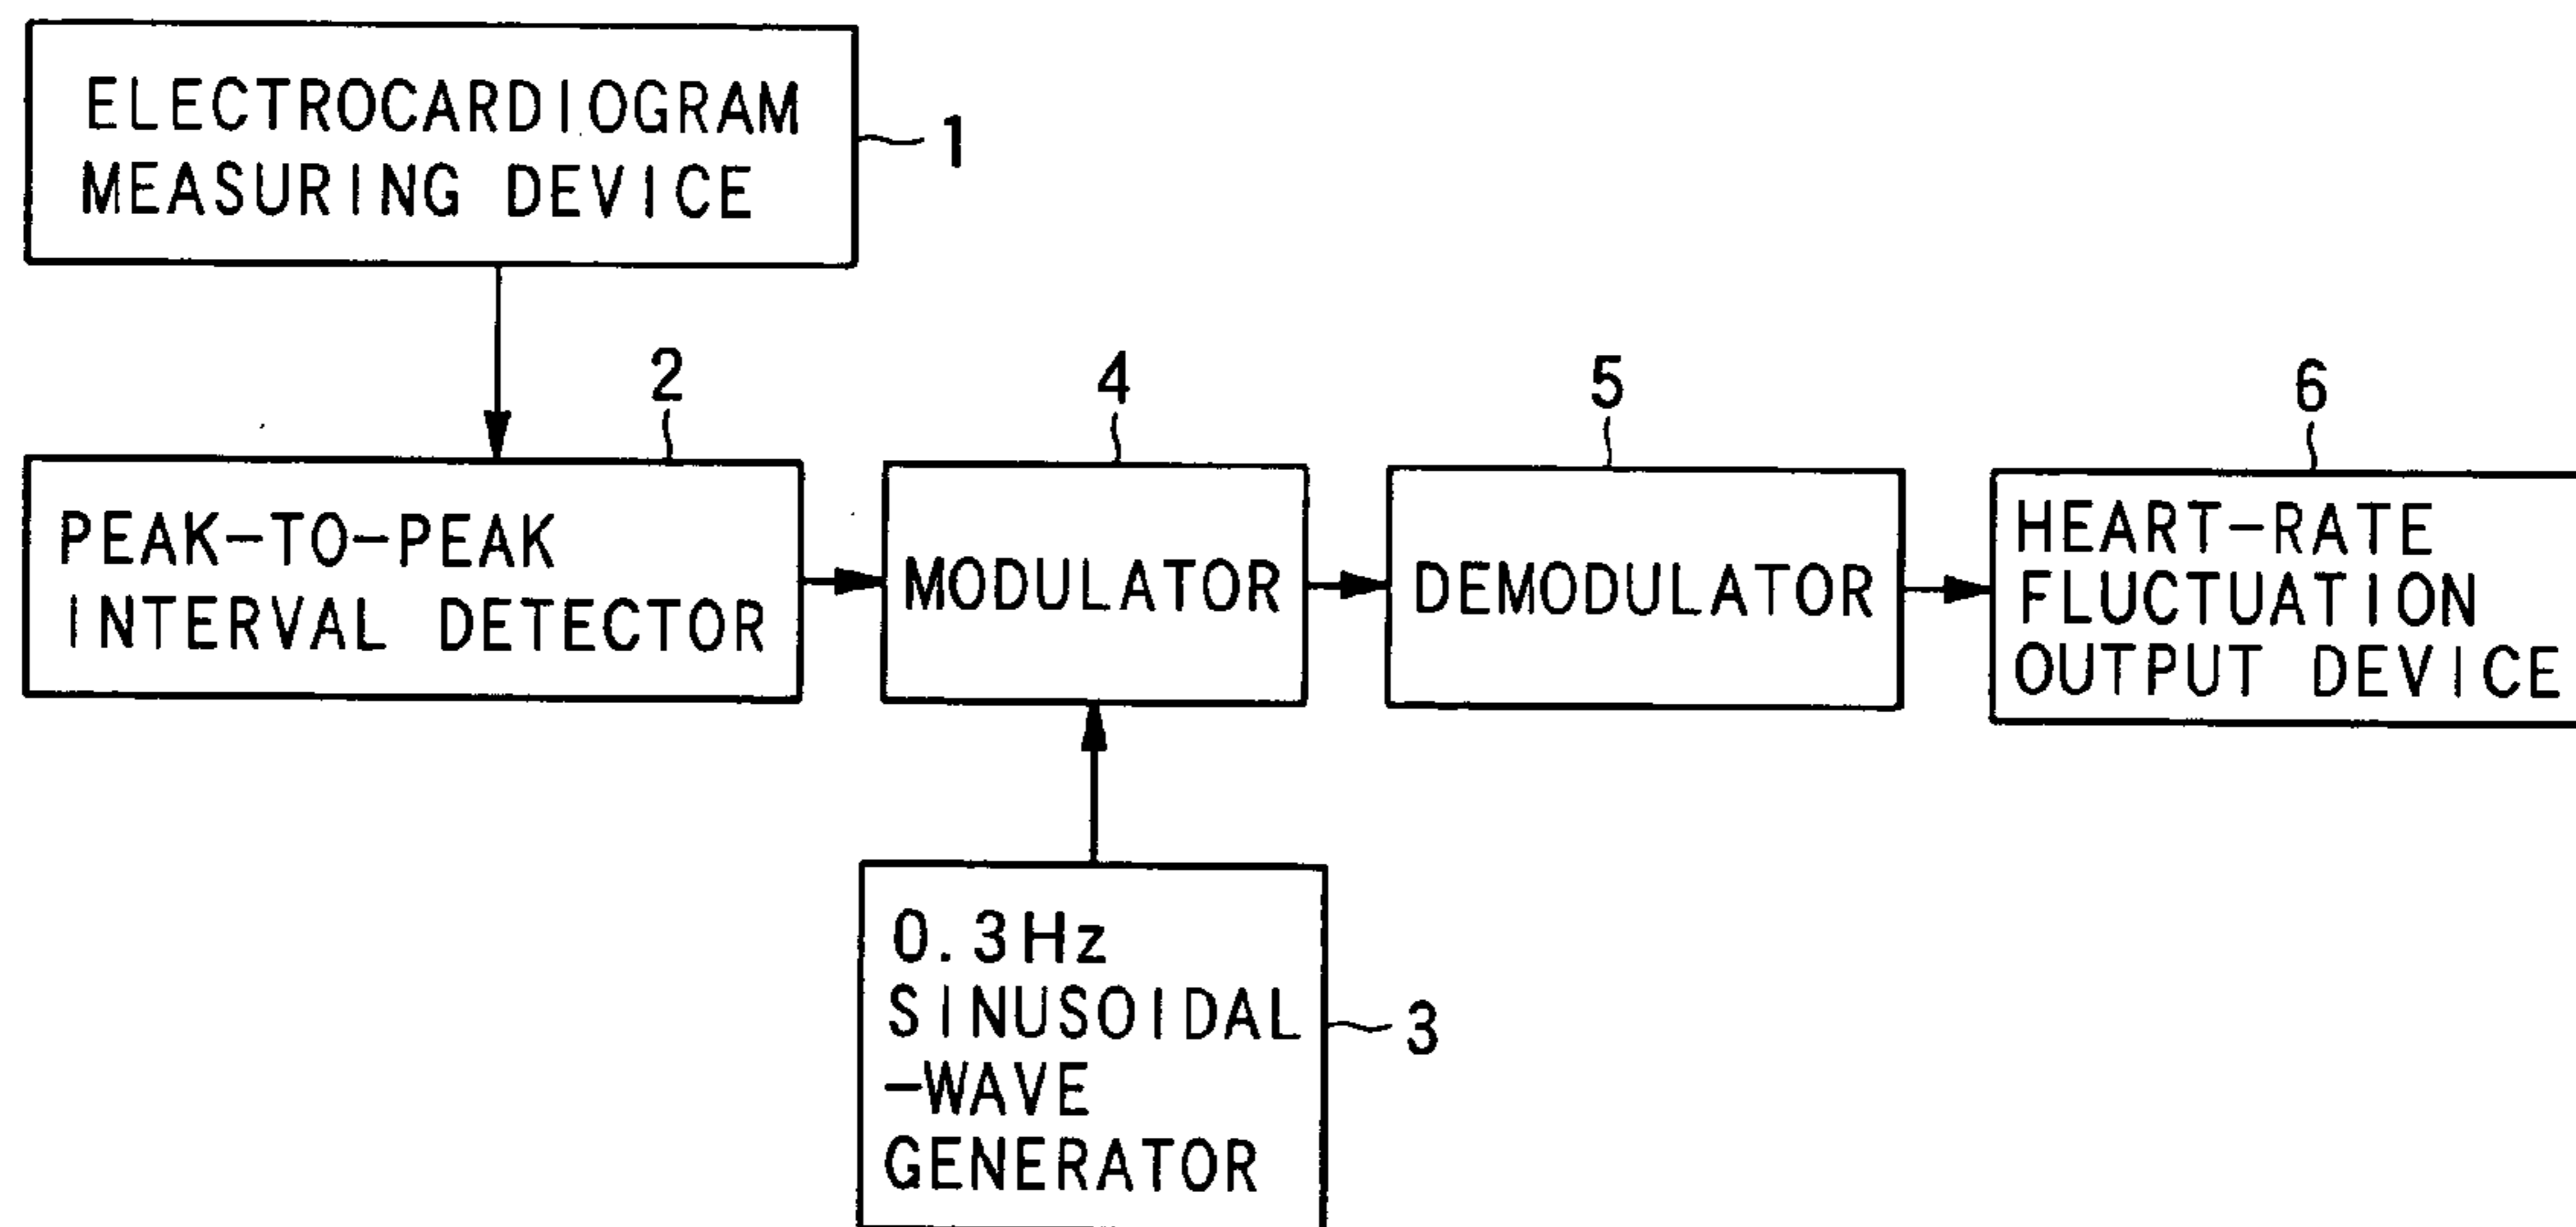 ELECTROCARDIOGRAM
MEASURING DEVICE
1
2
4
5
6
PEAK-TO-PEAK
INTERVAL DETECTOR
MODULATOR
DEMODULATOR
HEART-RATE
FLUCTUATION
OUTPUT DEVICE
0.3Hz
SINUSOIDAL
-WAVE
GENERATOR
3